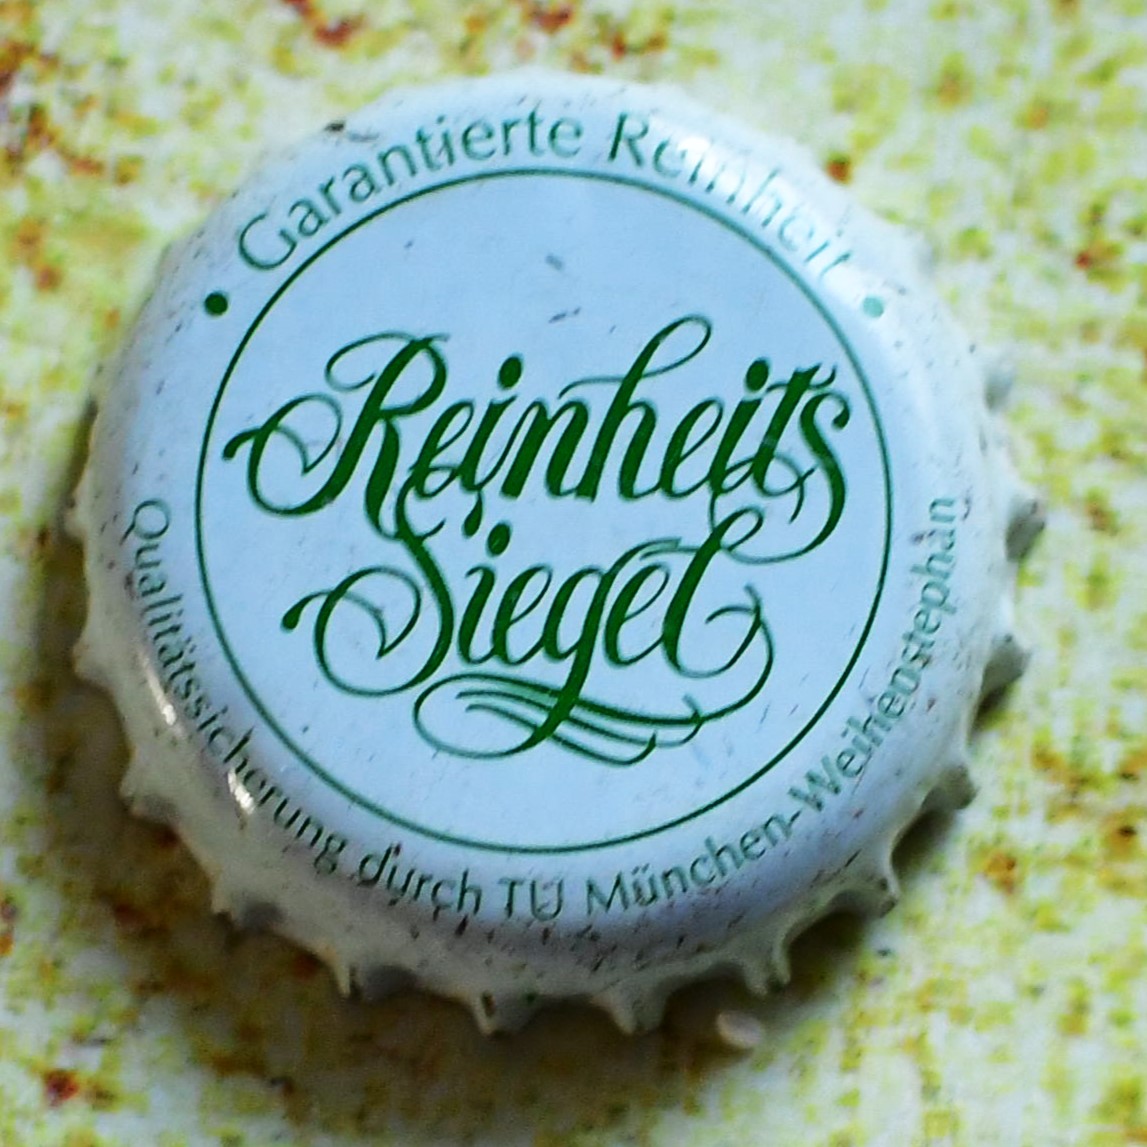 Garantierte Reinheit
Reinheits
Siegel
Qualitätssicherung durch TU München-Weihenstephan